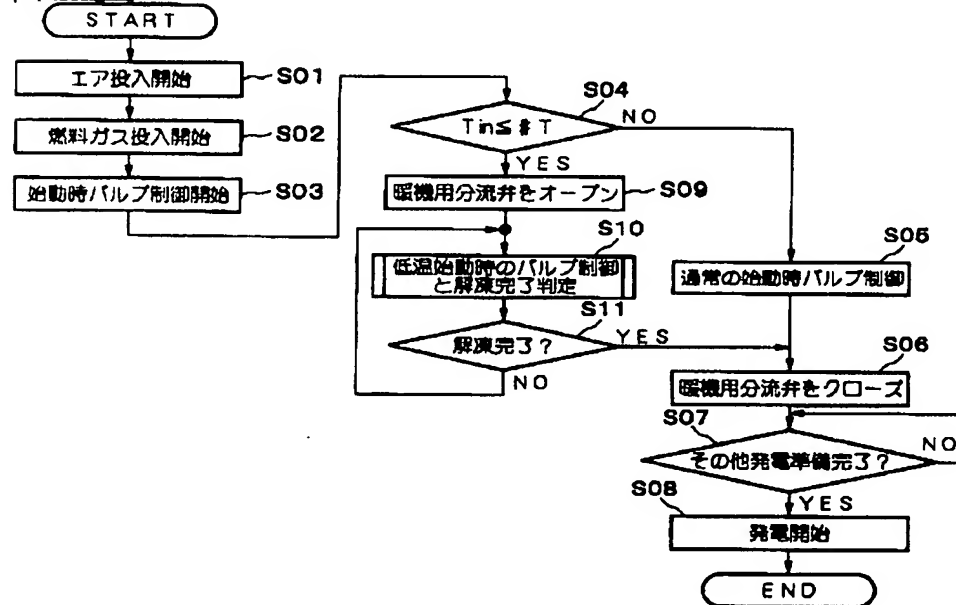 START
エア投入開始
S01
燃料ガス投入開始
S02
始動時バルブ制御開始
S03
S04
Tin≦#T
NO
YES
暖機用分流弁をオープン
S09
S10
低温始動時のバルブ制御
と解凍完了判定
S11
解凍完了?
YES
NO
S05
通常の始動時バルブ制御
S06
暖機用分流弁をクローズ
S07
その他発電準備完了?
NO
YES
S08
発電開始
END